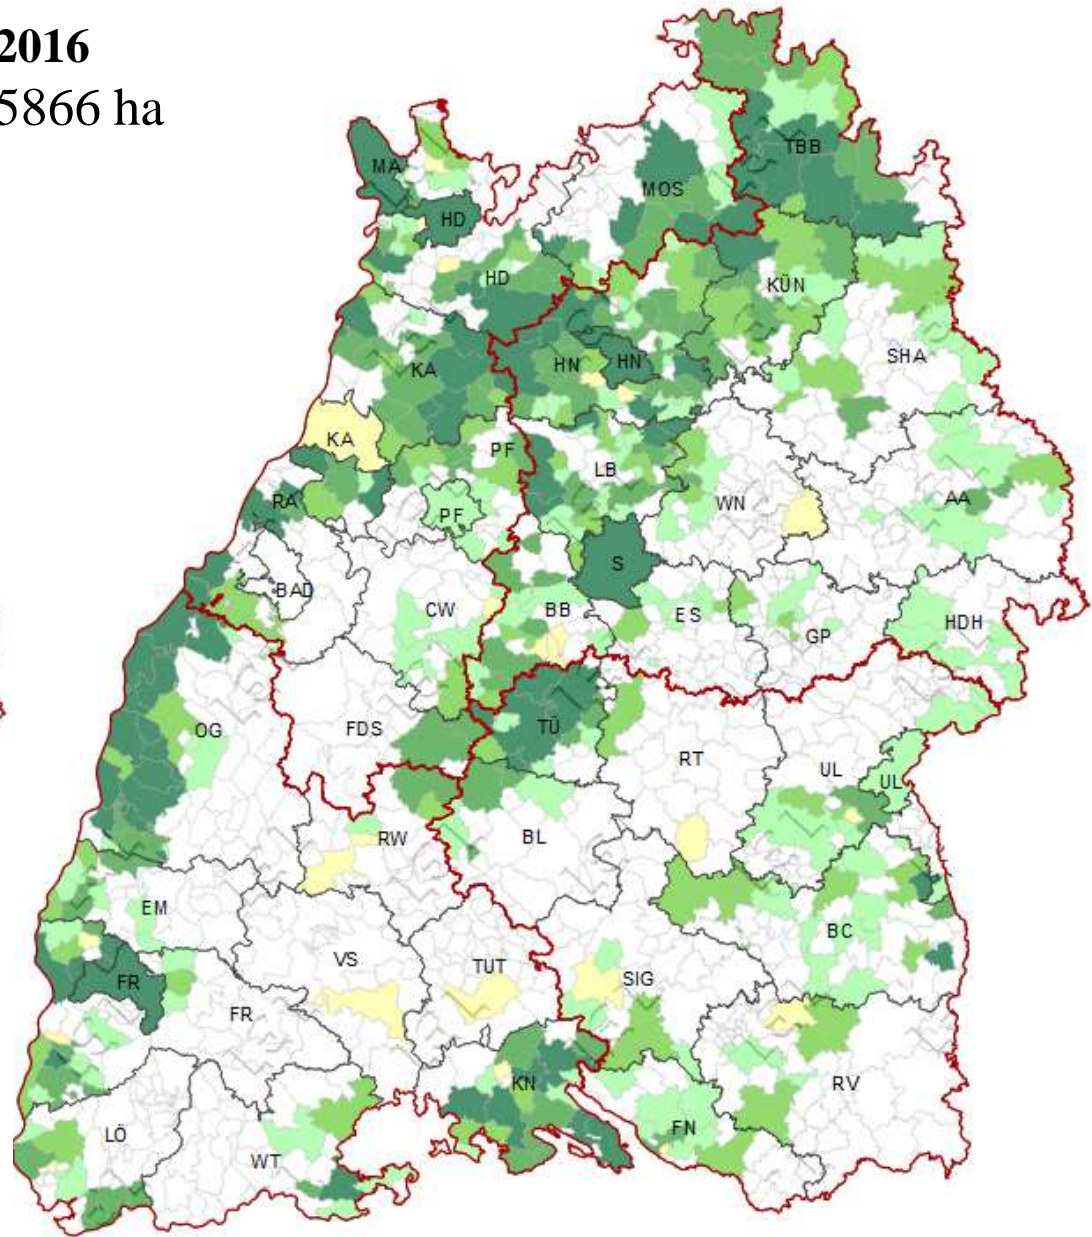 2016
5866 ha
MA
TBB
HD
MOS
HD
KÜN
SHA
KA
HN
HN
KA
PF
LB
WN
AA
RA
PF
S
BAD
CW
BB
ES
GP
HDH
OG
FDS
TÜ
RT
UL
UL
RW
BL
EM
BC
VS
TUT
SIG
FR
FR
KN
RV
LÖ
FN
WT